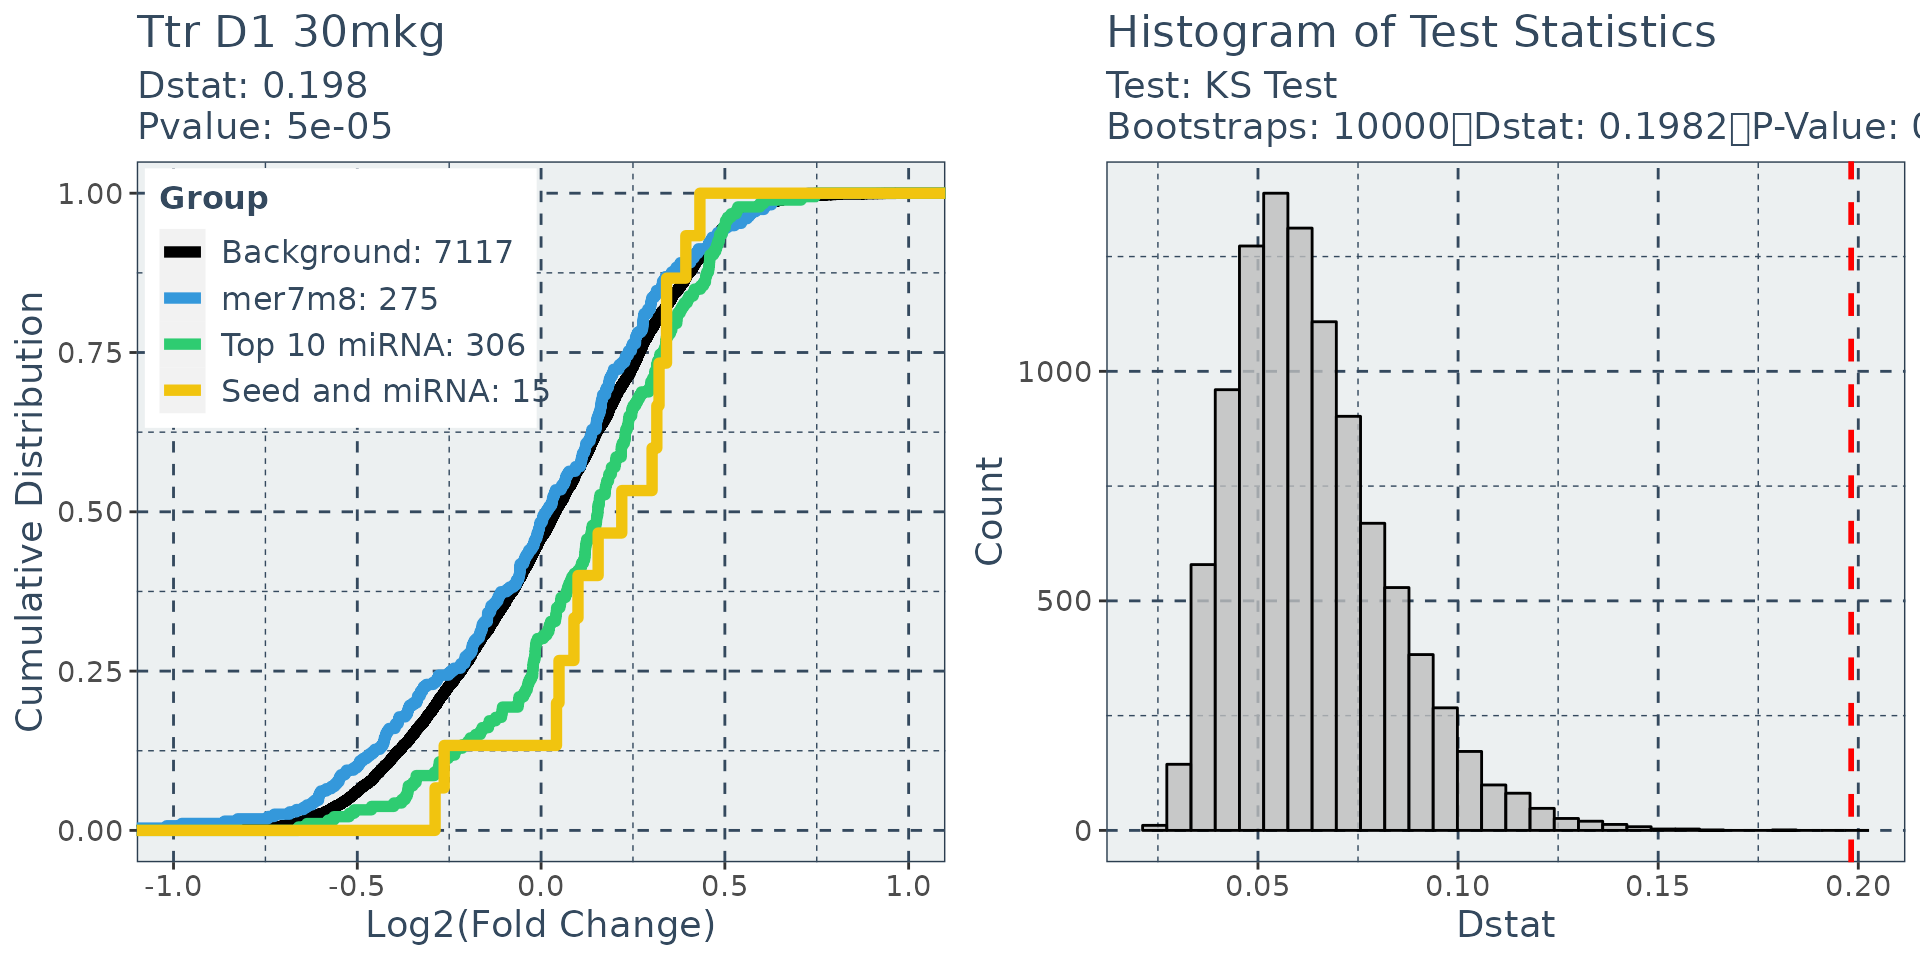 Ttr D1 30mkg
Dstat: 0.198
Pvalue: 5e-05
Group
Background: 7117
mer7m8: 275
Top 10 miRNA: 306
Seed and miRNA: 15
1.00
0.75
0.50
0.25
0.00
Cumulative Distribution
-1.0 -0.5 0.0 0.5 1.0
Log2(Fold Change)
Histogram of Test Statistics
Test: KS Test
Bootstraps: 10000▯Dstat: 0.1982▯P-Value:
1000
500
0
Count
0.05 0.10 0.15 0.20
Dstat